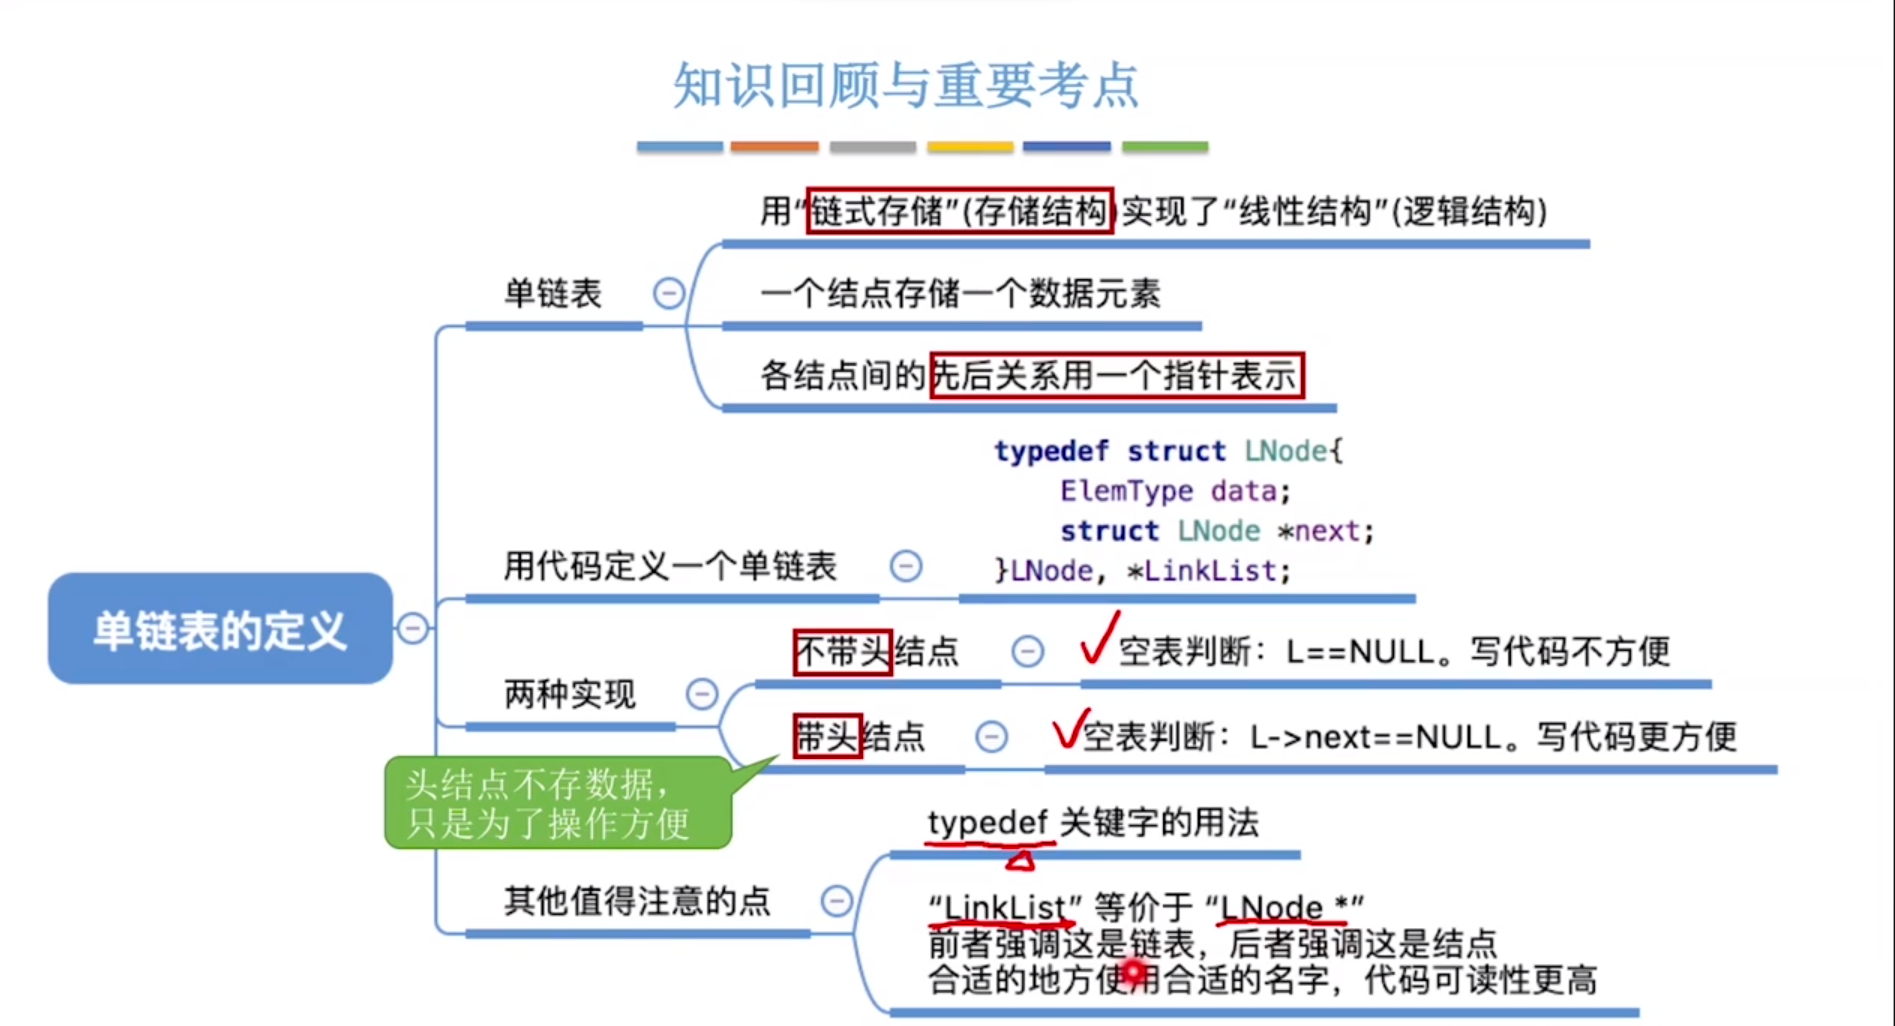 知识回顾与重要考点
用“链式存储”(存储结构)实现了“线性结构”(逻辑结构)
单链表
一个结点存储一个数据元素
各结点间的先后关系用一个指针表示
typedef struct LNode{
ElemType data;
struct LNode *next;
}LNode, *LinkList;
用代码定义一个单链表
单链表的定义
不带头结点
空表判断：L==NULL。写代码不方便
两种实现
带头结点
空表判断：L->next==NULL。写代码更方便
头结点不存数据，
只是为了操作方便
typedef 关键字的用法
其他值得注意的点
“LinkList” 等价于 “LNode *”
前者强调这是链表，后者强调这是结点
合适的地方使用合适的名字，代码可读性更高